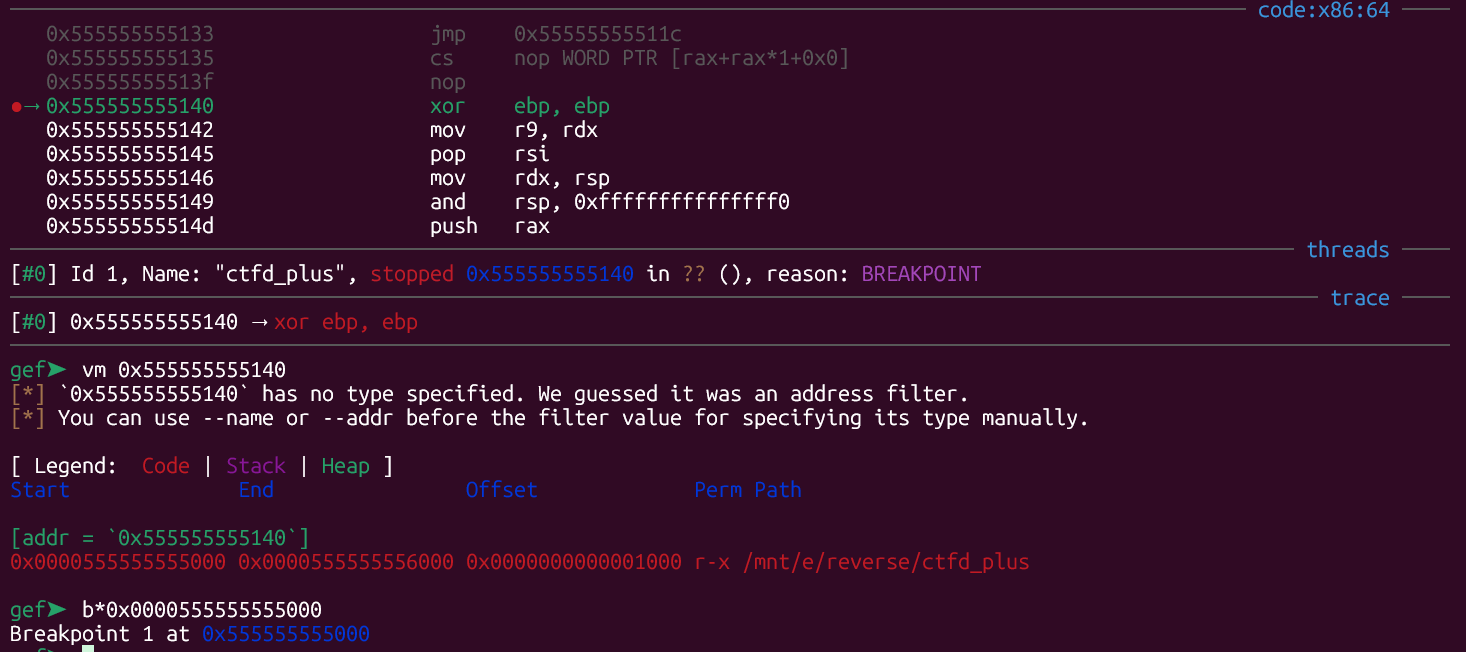 code:x86:64
0x555555555133 jmp 0x55555555511c
0x555555555135 cs nop WORD PTR [rax+rax*1+0x0]
0x55555555513f nop
●→ 0x555555555140 xor ebp, ebp
0x555555555142 mov r9, rdx
0x555555555145 pop rsi
0x555555555146 mov rdx, rsp
0x555555555149 and rsp, 0xfffffffffffffff0
0x55555555514d push rax
threads
[#0] Id 1, Name: "ctfd_plus", stopped 0x555555555140 in ?? (), reason: BREAKPOINT
trace
[#0] 0x555555555140 → xor ebp, ebp
gef➤ vm 0x555555555140
[*] `0x555555555140` has no type specified. We guessed it was an address filter.
[*] You can use --name or --addr before the filter value for specifying its type manually.
[ Legend: Code | Stack | Heap ]
Start End Offset Perm Path
[addr = `0x555555555140`]
0x0000555555555000 0x0000555555556000 0x0000000000001000 r-x /mnt/e/reverse/ctfd_plus
gef➤ b*0x0000555555555000
Breakpoint 1 at 0x555555555000